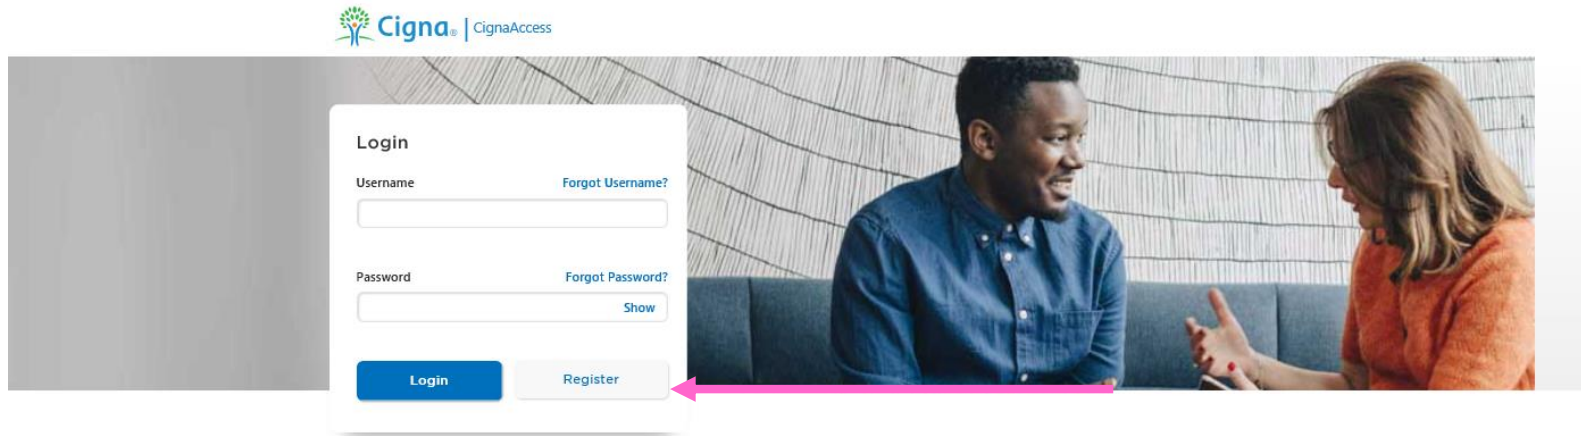 Cigna® | CignaAccess
Login
Username Forgot Username?
Password Forgot Password?
Show
Login Register